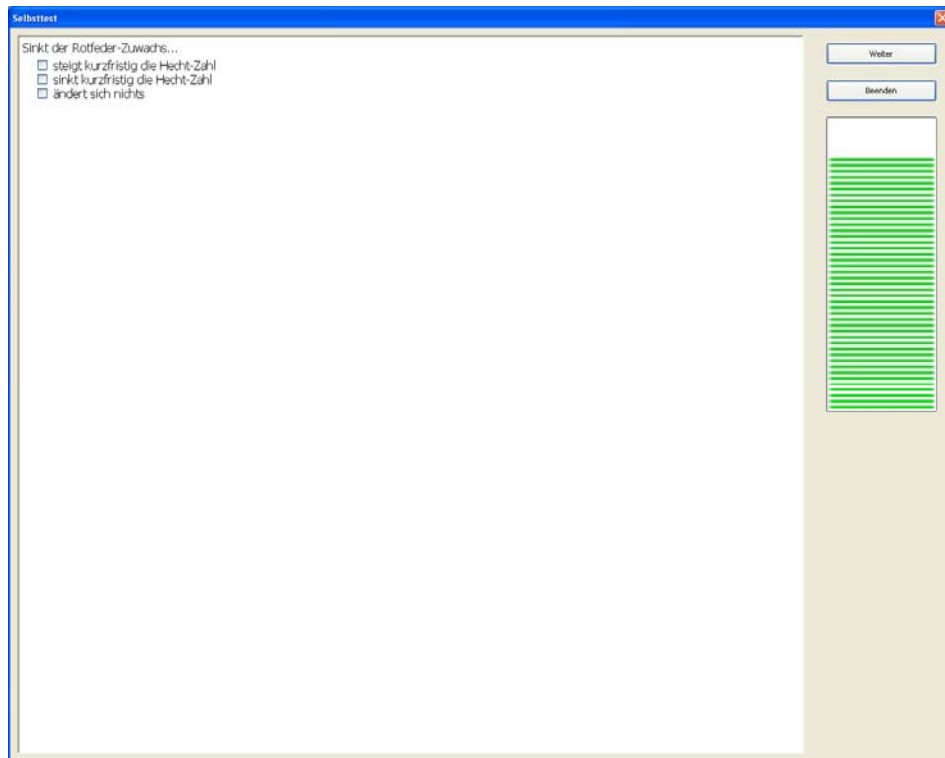 Selbsttest
Sinkt der Rotfeder-Zuwachs...
steigt kurzfristig die Hecht-Zahl
sinkt kurzfristig die Hecht-Zahl
ändert sich nichts
Weiter
Beenden